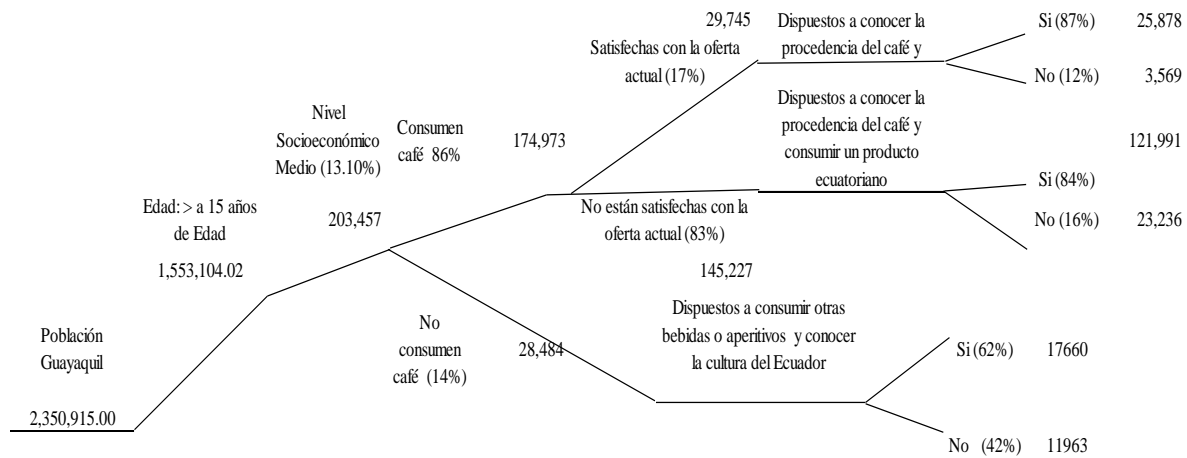 29,745
Dispuestos a conocer la
procedencia del café y
Si (87%) 25,878
Satisfechas con la oferta
actual (17%)
No (12%) 3,569
Nivel
Socioeconómico
Medio (13.10%)
Consumen
café 86%
174,973
Dispuestos a conocer la
procedencia del café y
consumir un producto
ecuatoriano
121,991
Si (84%)
Edad: > a 15 años
de Edad
203,457
No están satisfechas con la
oferta actual (83%)
No (16%) 23,236
1,553,104.02
145,227
Población
Guayaquil
No
consumen
café (14%)
28,484
Dispuestos a consumir otras
bebidas o aperitivos y conocer
la cultura del Ecuador
Si (62%) 17660
2,350,915.00
No (42%) 11963